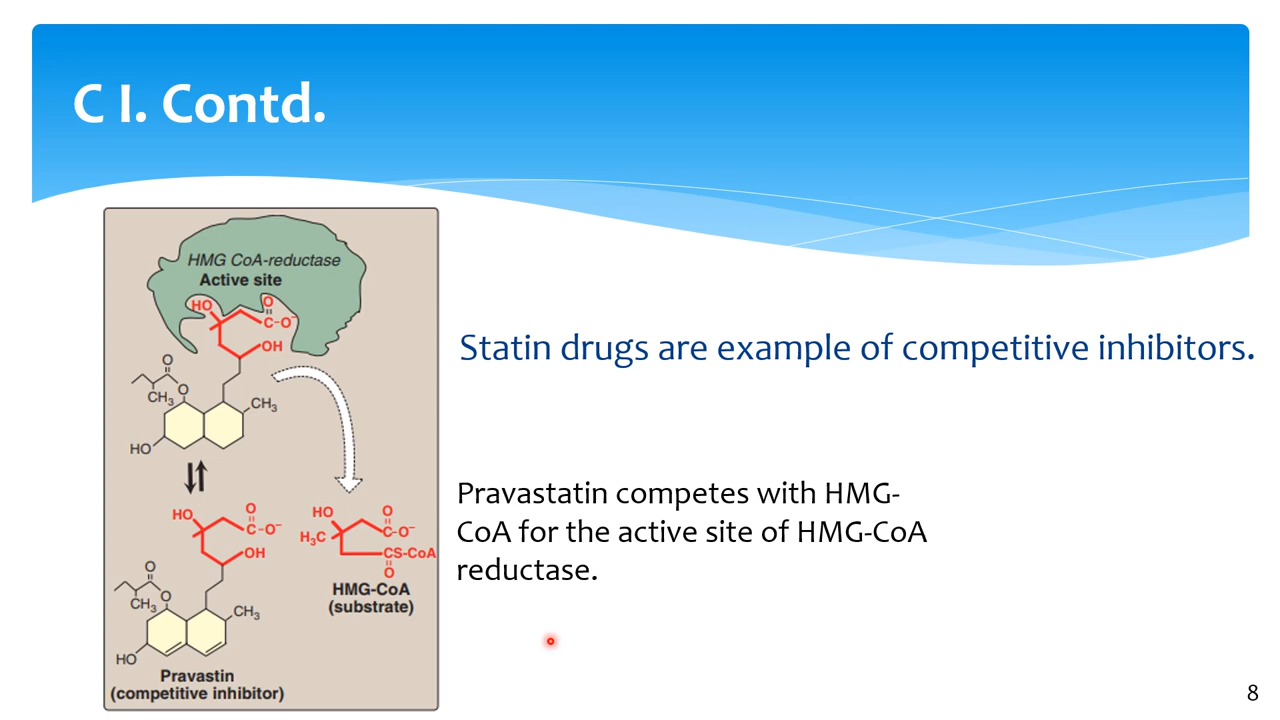 C I. Contd.
HMG CoA-reductase
Active site
HO
O
C-O⁻
OH
O
CH₃
O
CH₃
HO
HO
O
C-O⁻
OH
O
CH₃
O
CH₃
HO
Pravastin
(competitive inhibitor)
HO
O
C-O⁻
H₃C
CS-CoA
O
HMG-CoA
(substrate)
Statin drugs are example of competitive inhibitors.
Pravastatin competes with HMG-
CoA for the active site of HMG-CoA
reductase.
8